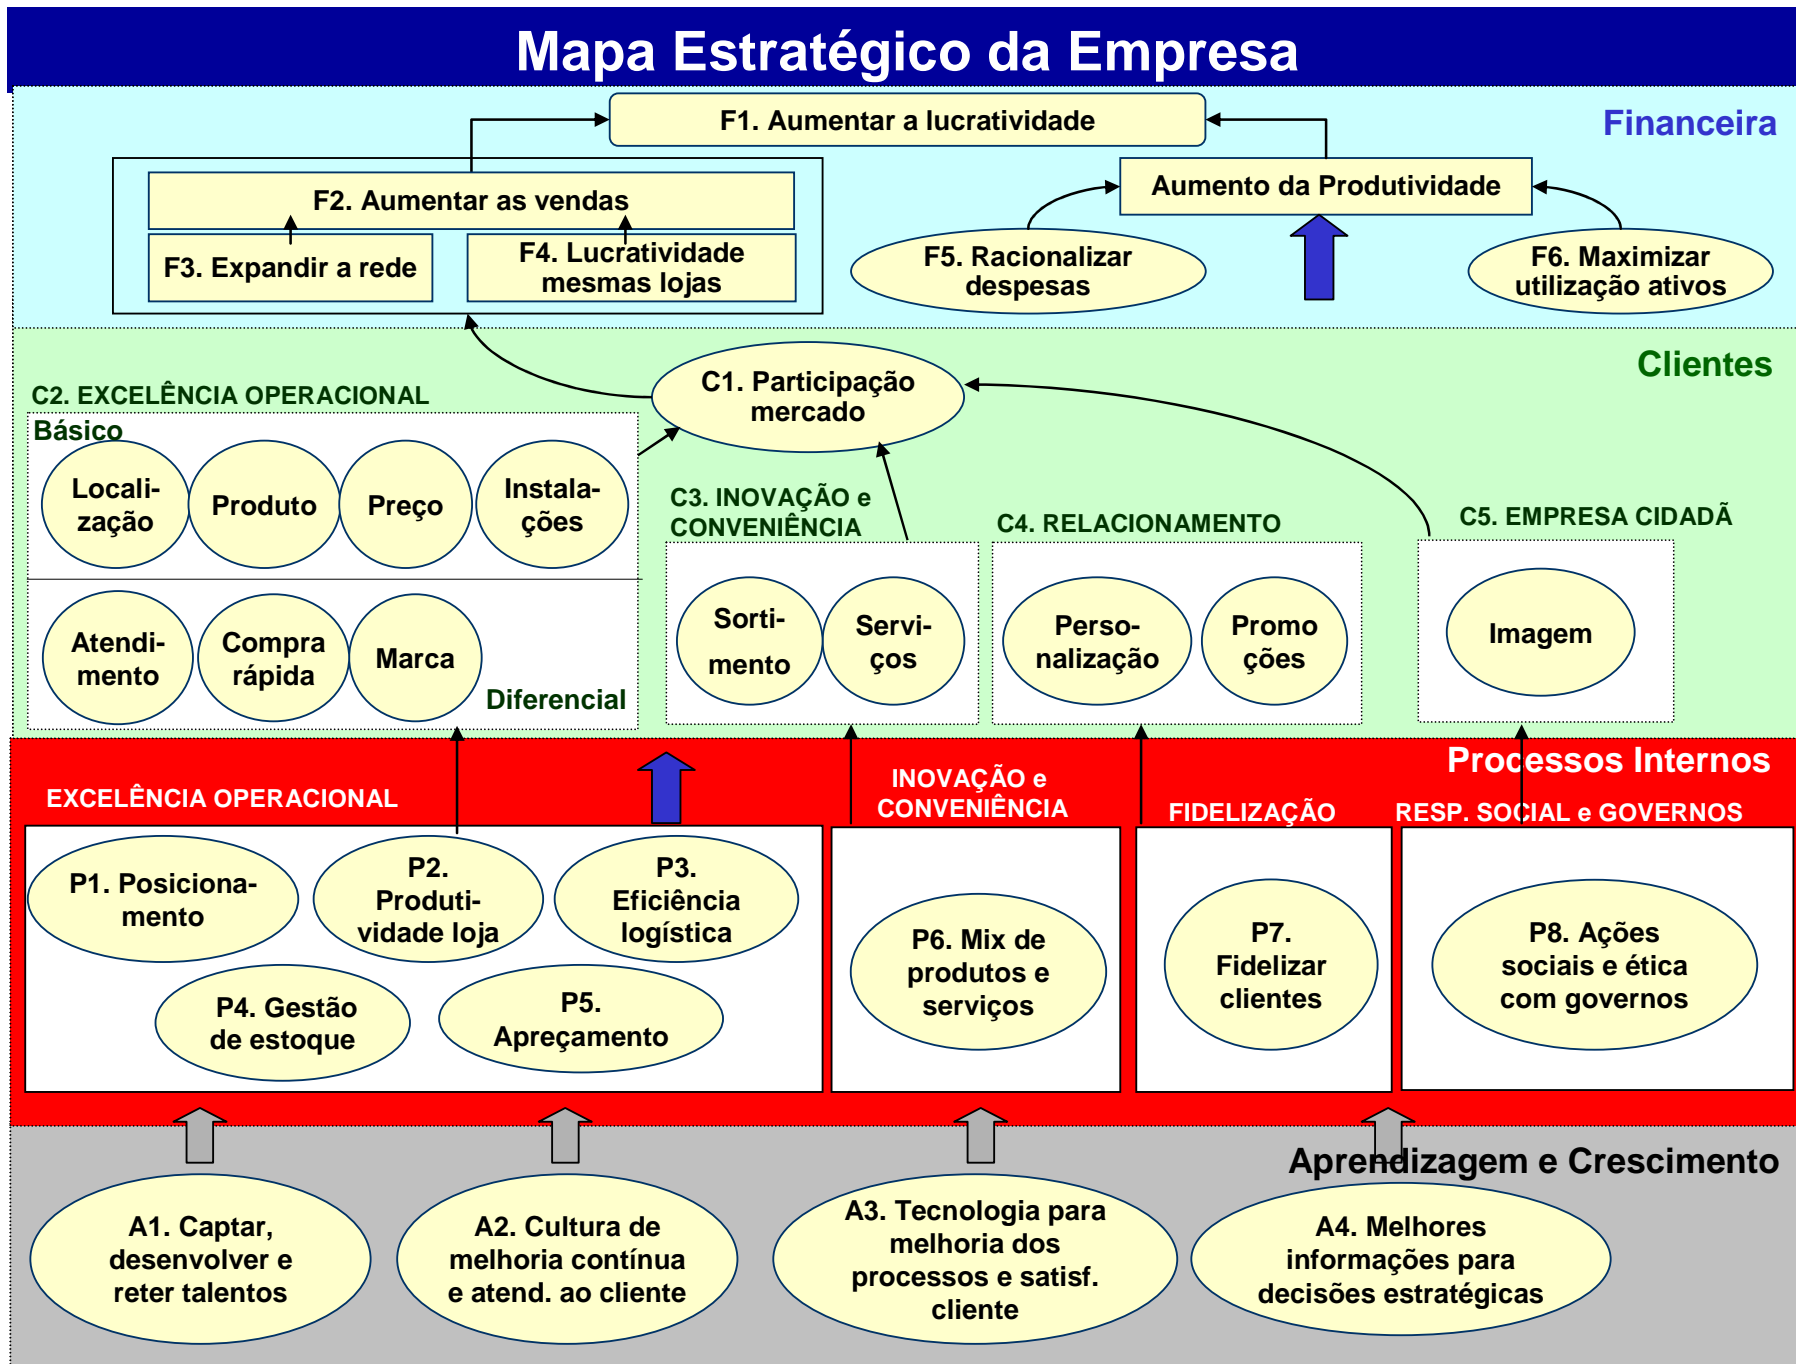 Mapa Estratégico da Empresa
Financeira
F1. Aumentar a lucratividade
F2. Aumentar as vendas
F3. Expandir a rede
F4. Lucratividade
mesmas lojas
Aumento da Produtividade
F5. Racionalizar
despesas
F6. Maximizar
utilização ativos
Clientes
C1. Participação
mercado
C2. EXCELÊNCIA OPERACIONAL
Básico
Locali-
zação
Produto
Preço
Instala-
ções
Atendi-
mento
Compra
rápida
Marca
Diferencial
C3. INOVAÇÃO e
CONVENIÊNCIA
Sorti-
mento
Servi-
ços
C4. RELACIONAMENTO
Perso-
nalização
Promo
ções
C5. EMPRESA CIDADÃ
Imagem
Processos Internos
EXCELÊNCIA OPERACIONAL
P1. Posiciona-
mento
P2.
Produti-
vidade loja
P3.
Eficiência
logística
P4. Gestão
de estoque
P5.
Apreçamento
INOVAÇÃO e
CONVENIÊNCIA
P6. Mix de
produtos e
serviços
FIDELIZAÇÃO
P7.
Fidelizar
clientes
RESP. SOCIAL e GOVERNOS
P8. Ações
sociais e ética
com governos
Aprendizagem e Crescimento
A1. Captar,
desenvolver e
reter talentos
A2. Cultura de
melhoria contínua
e atend. ao cliente
A3. Tecnologia para
melhoria dos
processos e satisf.
cliente
A4. Melhores
informações para
decisões estratégicas